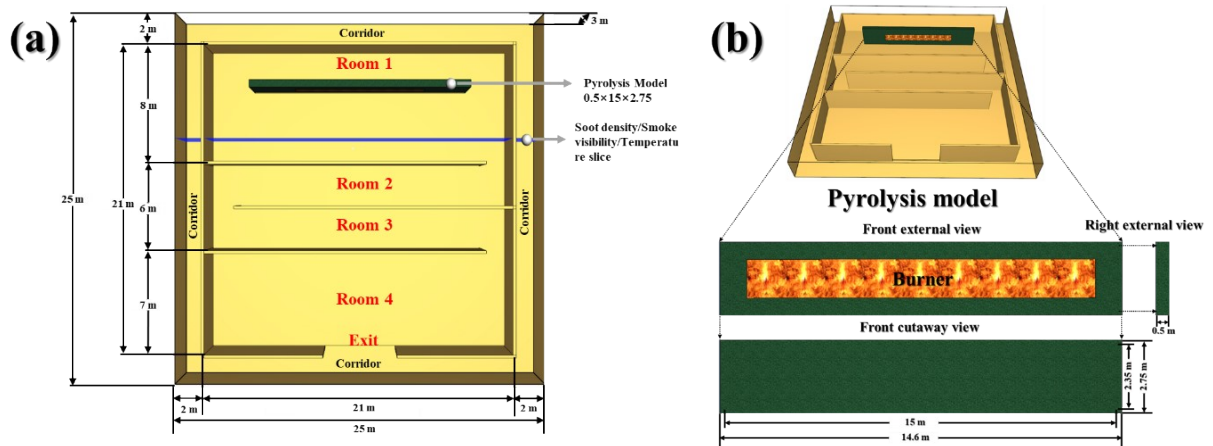 (a)
3 m
2 m
Corridor
Room 1
Pyrolysis Model
0.5×15×2.75
8 m
Soot density/Smoke
visibility/Temperatu
re slice
Room 2
25 m
21 m
6 m
Corridor
Corridor
Room 3
7 m
Room 4
Exit
Corridor
2 m
21 m
2 m
25 m
(b)
Pyrolysis model
Front external view
Right external view
Burner
0.5 m
Front cutaway view
2.35 m
2.75 m
15 m
14.6 m